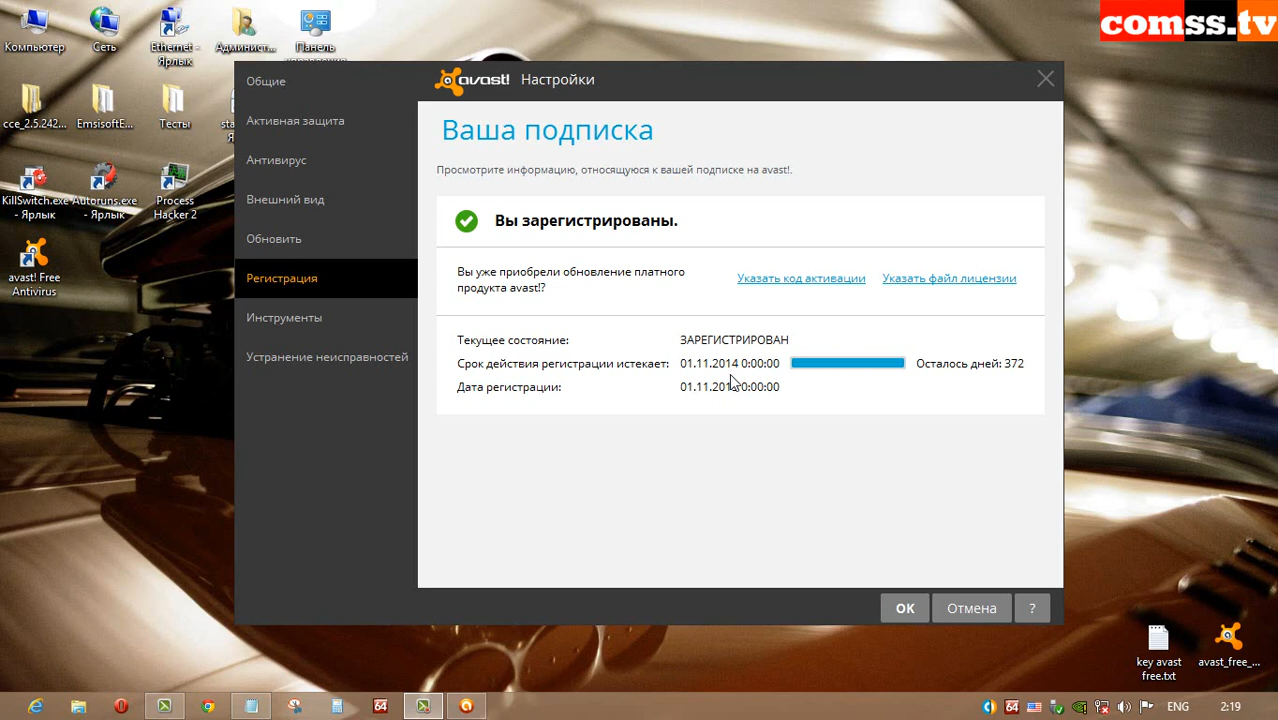 comss.tv
Компьютер
Сеть
Ethernet -
Ярлык
Админист...
Панель
cce_2.5.242...
EmsisoftE...
Тесты
KillSwitch.exe
- Ярлык
Autoruns.exe
- Ярлык
Process
Hacker 2
avast! Free
Antivirus
Общие
Активная защита
Антивирус
Внешний вид
Обновить
Регистрация
Инструменты
Устранение неисправностей
avast! Настройки
Ваша подписка
Просмотрите информацию, относящуюся к вашей подписке на avast!.
Вы зарегистрированы.
Вы уже приобрели обновление платного
продукта avast!?
Указать код активации
Указать файл лицензии
Текущее состояние: ЗАРЕГИСТРИРОВАН
Срок действия регистрации истекает: 01.11.2014 0:00:00 Осталось дней: 372
Дата регистрации:
OK
Отмена
?
key avast
free.txt
avast_free_...
64
64
ENG
2:19